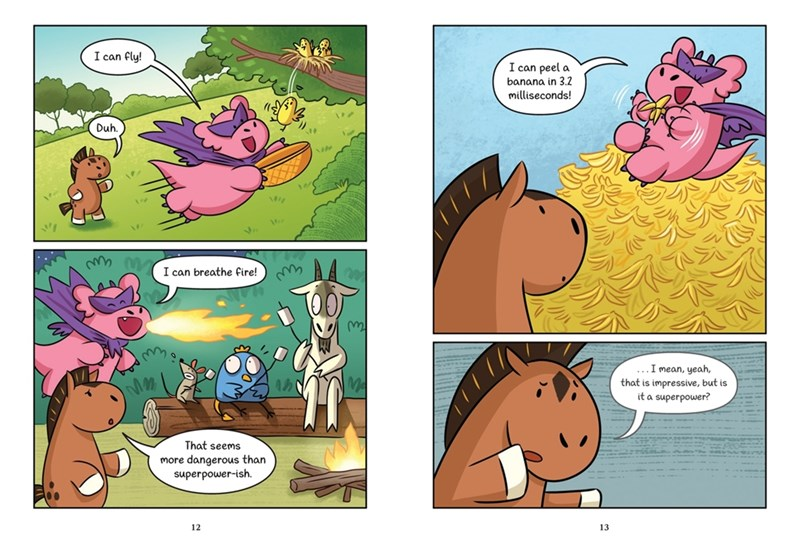 I can fly!
Duh.
I can breathe fire!
That seems
more dangerous than
superpower-ish.
12
I can peel a
banana in 3.2
milliseconds!
. . . I mean, yeah,
that is impressive, but is
it a superpower?
13